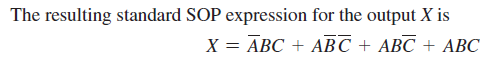 The resulting standard SOP expression for the output X is
X = A̅BC + AB̅C̅ + ABC̅ + ABC